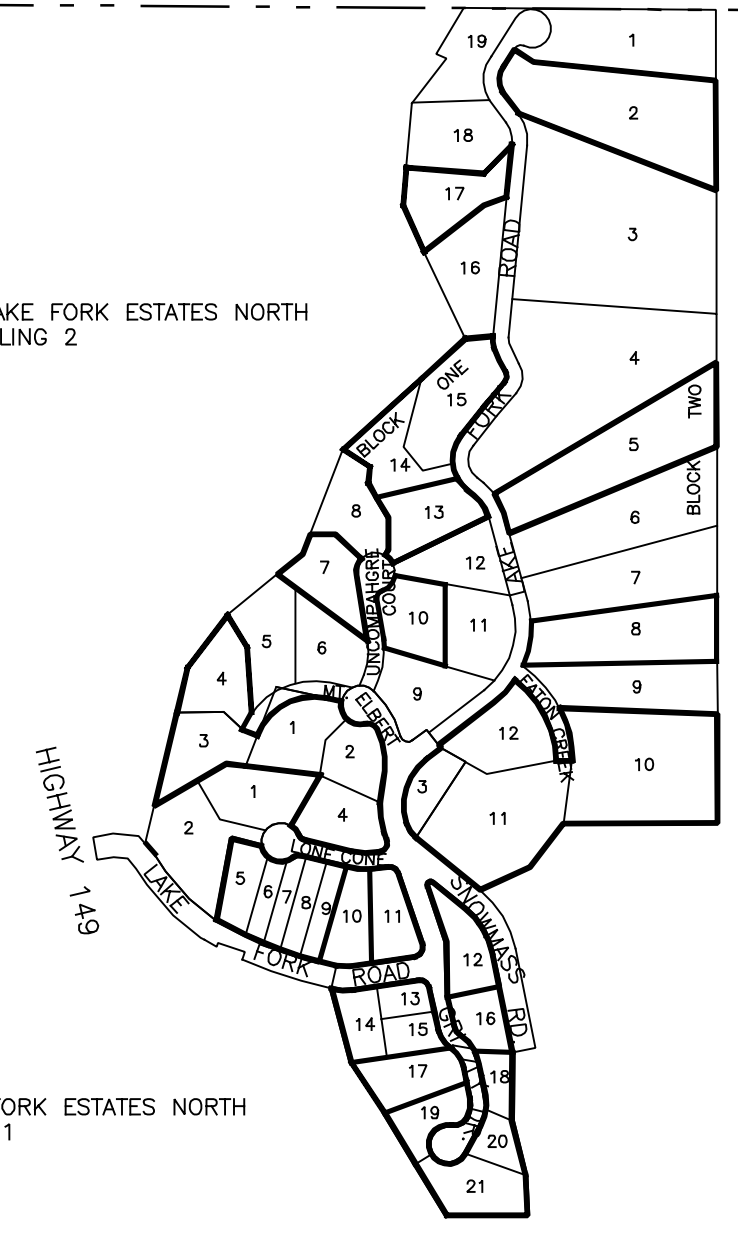 19
1
2
18
17
3
16
ROAD
AKE FORK ESTATES NORTH
LING 2
4
ONE
15
TWO
FORK
BLOCK
14
5
BLOCK
8
13
6
7
12
AKE
7
UNCOMPAHGRE
COURT
10
11
8
5
6
4
9
EATON CREEK
9
MT. ELBERT
1
12
2
3
10
3
1
11
4
2
HIGHWAY 149
LONE CONE
LAKE
5
6
7
8
9
10
11
SNOWMASS RD.
12
FORK
ROAD
13
14
15
16
17
18
19
20
21
FORK ESTATES NORTH
1